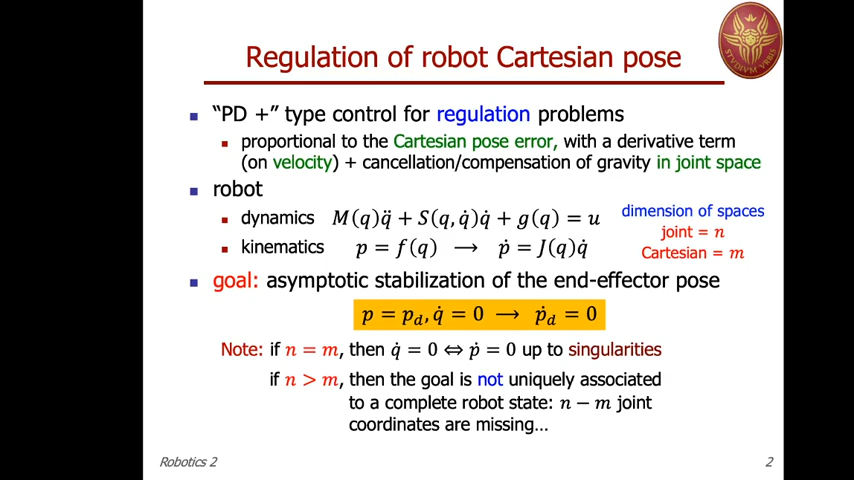 Regulation of robot Cartesian pose
STVDIVM VRBIS
"PD +" type control for regulation problems
proportional to the Cartesian pose error, with a derivative term
(on velocity) + cancellation/compensation of gravity in joint space
robot
dynamics M(q)q̈ + S(q, q̇)q̇ + g(q) = u
dimension of spaces
joint = n
kinematics p = f(q) ⟶ ṗ = J(q)q̇
Cartesian = m
goal: asymptotic stabilization of the end-effector pose
p = p_d, q̇ = 0 ⟶ ṗ_d = 0
Note: if n = m, then q̇ = 0 ⇔ ṗ = 0 up to singularities
if n > m, then the goal is not uniquely associated
to a complete robot state: n − m joint
coordinates are missing…
Robotics 2
2